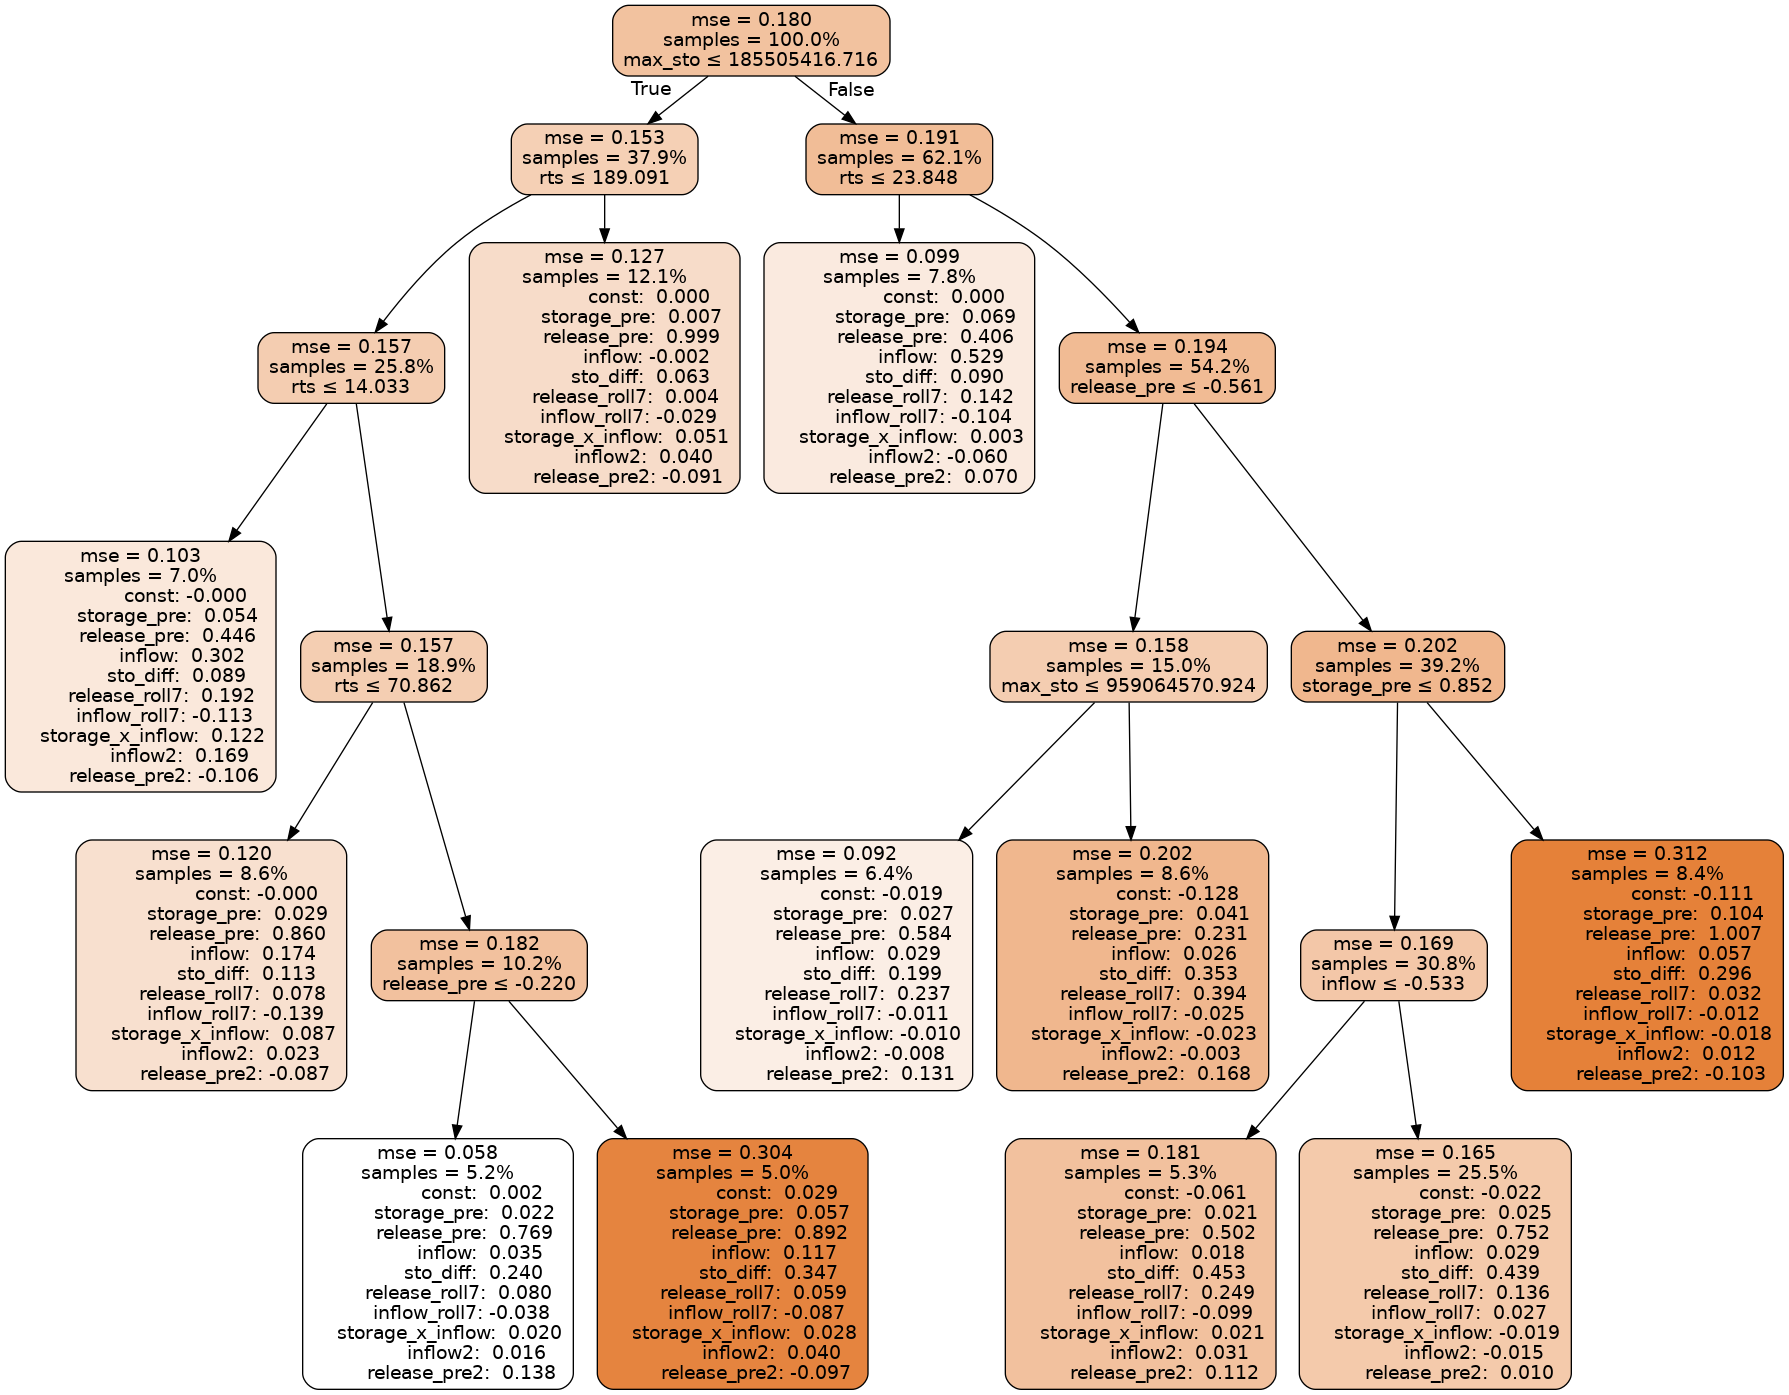 mse = 0.180
samples = 100.0%
max_sto ≤ 185505416.716
True
False
mse = 0.153
samples = 37.9%
rts ≤ 189.091
mse = 0.191
samples = 62.1%
rts ≤ 23.848
mse = 0.157
samples = 25.8%
rts ≤ 14.033
mse = 0.127
samples = 12.1%
const: 0.000
storage_pre: 0.007
release_pre: 0.999
inflow: -0.002
sto_diff: 0.063
release_roll7: 0.004
inflow_roll7: -0.029
storage_x_inflow: 0.051
inflow2: 0.040
release_pre2: -0.091
mse = 0.099
samples = 7.8%
const: 0.000
storage_pre: 0.069
release_pre: 0.406
inflow: 0.529
sto_diff: 0.090
release_roll7: 0.142
inflow_roll7: -0.104
storage_x_inflow: 0.003
inflow2: -0.060
release_pre2: 0.070
mse = 0.194
samples = 54.2%
release_pre ≤ -0.561
mse = 0.103
samples = 7.0%
const: -0.000
storage_pre: 0.054
release_pre: 0.446
inflow: 0.302
sto_diff: 0.089
release_roll7: 0.192
inflow_roll7: -0.113
storage_x_inflow: 0.122
inflow2: 0.169
release_pre2: -0.106
mse = 0.157
samples = 18.9%
rts ≤ 70.862
mse = 0.158
samples = 15.0%
max_sto ≤ 959064570.924
mse = 0.202
samples = 39.2%
storage_pre ≤ 0.852
mse = 0.120
samples = 8.6%
const: -0.000
storage_pre: 0.029
release_pre: 0.860
inflow: 0.174
sto_diff: 0.113
release_roll7: 0.078
inflow_roll7: -0.139
storage_x_inflow: 0.087
inflow2: 0.023
release_pre2: -0.087
mse = 0.182
samples = 10.2%
release_pre ≤ -0.220
mse = 0.092
samples = 6.4%
const: -0.019
storage_pre: 0.027
release_pre: 0.584
inflow: 0.029
sto_diff: 0.199
release_roll7: 0.237
inflow_roll7: -0.011
storage_x_inflow: -0.010
inflow2: -0.008
release_pre2: 0.131
mse = 0.202
samples = 8.6%
const: -0.128
storage_pre: 0.041
release_pre: 0.231
inflow: 0.026
sto_diff: 0.353
release_roll7: 0.394
inflow_roll7: -0.025
storage_x_inflow: -0.023
inflow2: -0.003
release_pre2: 0.168
mse = 0.169
samples = 30.8%
inflow ≤ -0.533
mse = 0.312
samples = 8.4%
const: -0.111
storage_pre: 0.104
release_pre: 1.007
inflow: 0.057
sto_diff: 0.296
release_roll7: 0.032
inflow_roll7: -0.012
storage_x_inflow: -0.018
inflow2: 0.012
release_pre2: -0.103
mse = 0.058
samples = 5.2%
const: 0.002
storage_pre: 0.022
release_pre: 0.769
inflow: 0.035
sto_diff: 0.240
release_roll7: 0.080
inflow_roll7: -0.038
storage_x_inflow: 0.020
inflow2: 0.016
release_pre2: 0.138
mse = 0.304
samples = 5.0%
const: 0.029
storage_pre: 0.057
release_pre: 0.892
inflow: 0.117
sto_diff: 0.347
release_roll7: 0.059
inflow_roll7: -0.087
storage_x_inflow: 0.028
inflow2: 0.040
release_pre2: -0.097
mse = 0.181
samples = 5.3%
const: -0.061
storage_pre: 0.021
release_pre: 0.502
inflow: 0.018
sto_diff: 0.453
release_roll7: 0.249
inflow_roll7: -0.099
storage_x_inflow: 0.021
inflow2: 0.031
release_pre2: 0.112
mse = 0.165
samples = 25.5%
const: -0.022
storage_pre: 0.025
release_pre: 0.752
inflow: 0.029
sto_diff: 0.439
release_roll7: 0.136
inflow_roll7: 0.027
storage_x_inflow: -0.019
inflow2: -0.015
release_pre2: 0.010